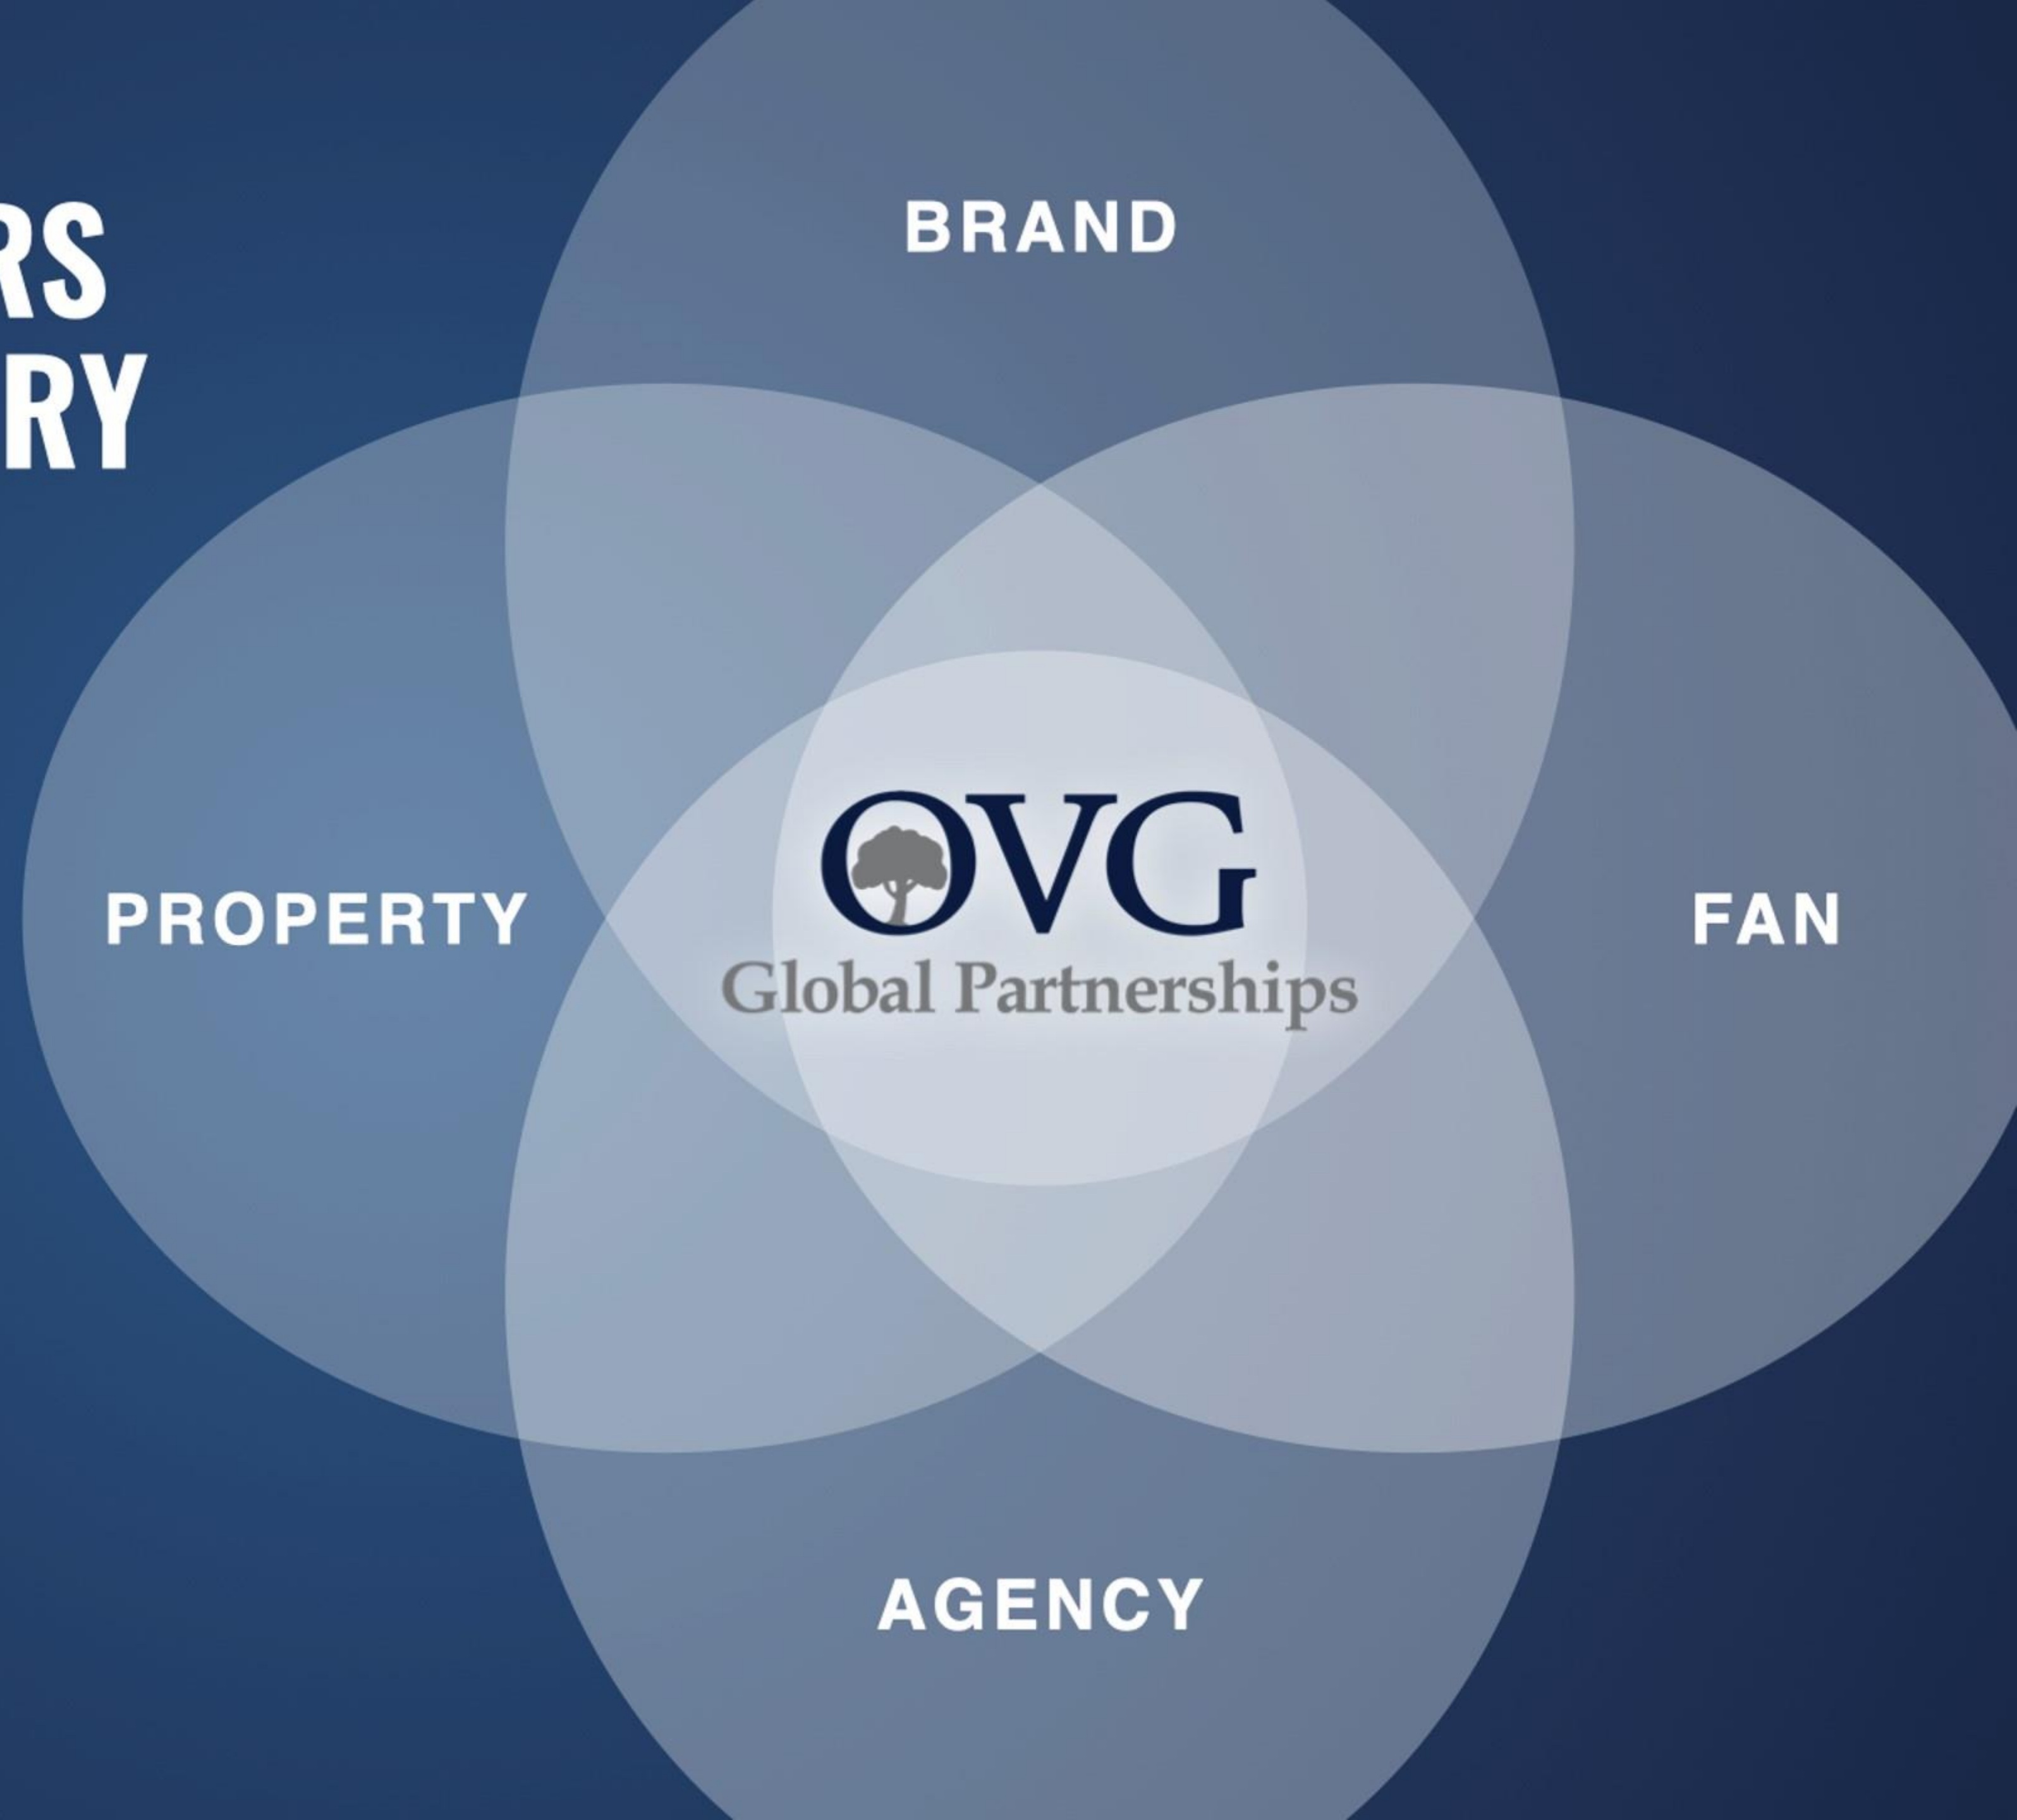 RS
RY
BRAND
PROPERTY
OVG
Global Partnerships
FAN
AGENCY